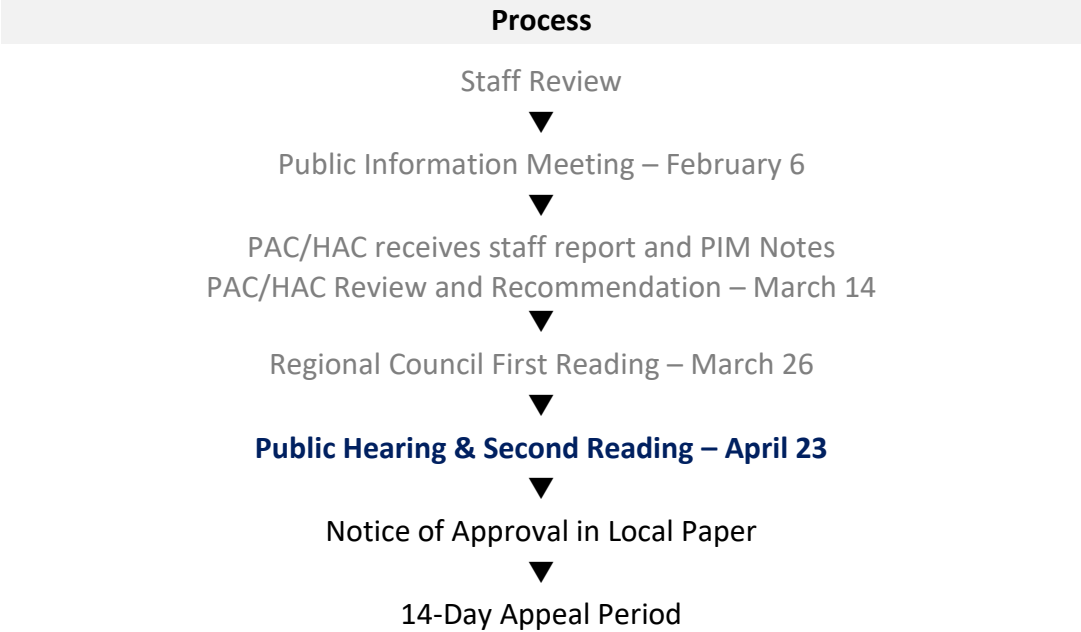 Process
Staff Review
Public Information Meeting – February 6
PAC/HAC receives staff report and PIM Notes
PAC/HAC Review and Recommendation – March 14
Regional Council First Reading – March 26
Public Hearing & Second Reading – April 23
Notice of Approval in Local Paper
14-Day Appeal Period